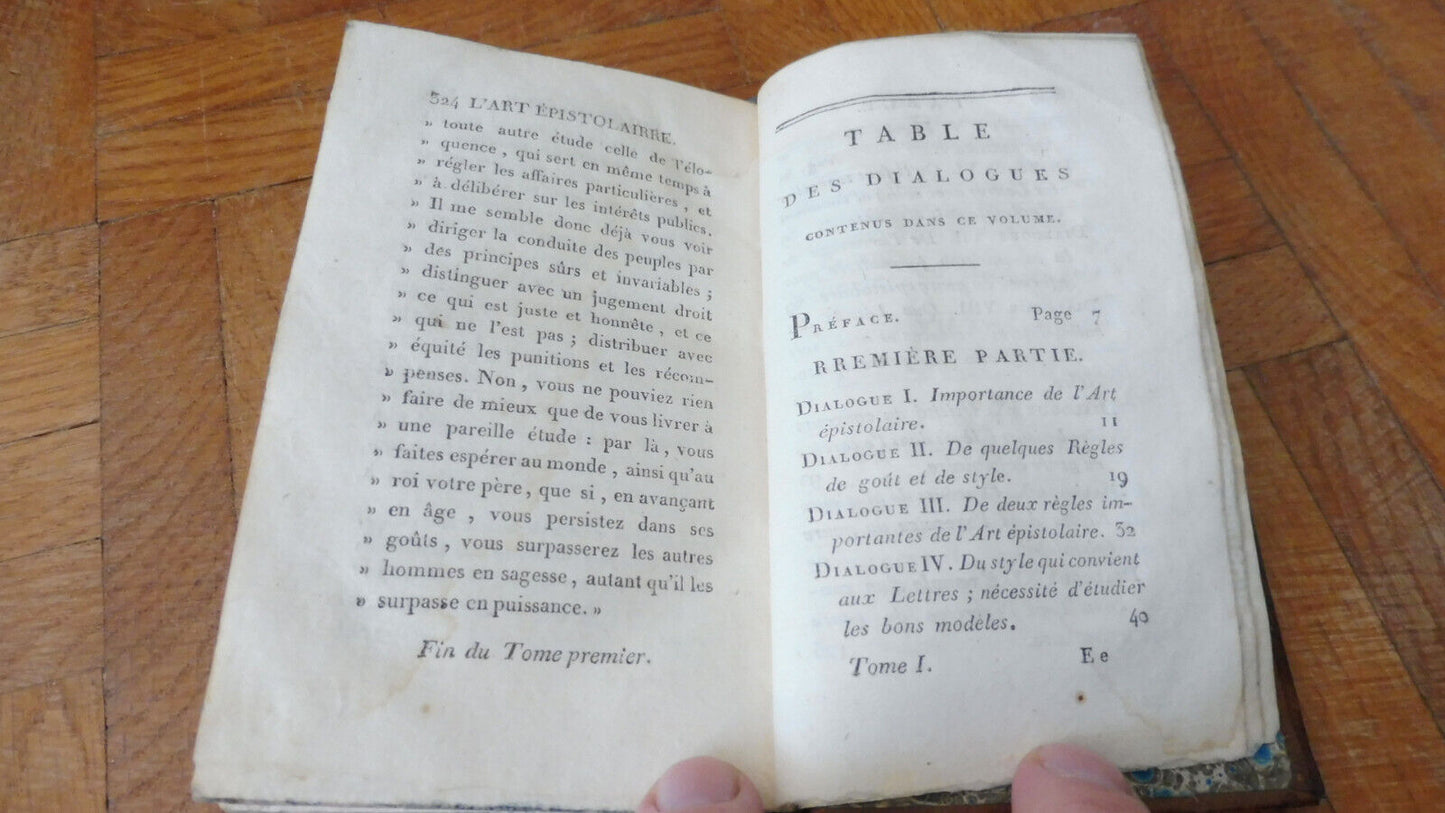 324 L'ART ÉPISTOLAIRRE.
» toute autre étude celle de l'élo-
» quence, qui sert en même temps à
» régler les affaires particulières, et
» à délibérer sur les intérêts publics.
» Il me semble donc déjà vous voir
» diriger la conduite des peuples par
» des principes sûrs et invariables ;
» distinguer avec un jugement droit
» ce qui est juste et honnête, et ce
» qui ne l'est pas ; distribuer avec
» équité les punitions et les récom-
» penses. Non, vous ne pouviez rien
» faire de mieux que de vous livrer à
» une pareille étude : par là, vous
» faites espérer au monde, ainsi qu'au
» roi votre père, que si, en avançant
» en âge, vous persistez dans ses
» goûts, vous surpasserez les autres
» hommes en sagesse, autant qu'il les
» surpasse en puissance. »
Fin du Tome premier.
TABLE
DES DIALOGUES
CONTENUS DANS CE VOLUME.
PRÉFACE. Page 7
RREMIÈRE PARTIE.
DIALOGUE I. Importance de l'Art
épistolaire. 11
DIALOGUE II. De quelques Règles
de goût et de style. 19
DIALOGUE III. De deux règles im-
portantes de l'Art épistolaire. 32
DIALOGUE IV. Du style qui convient
aux Lettres ; nécessité d'étudier
les bons modèles. 40
Tome I. Ee